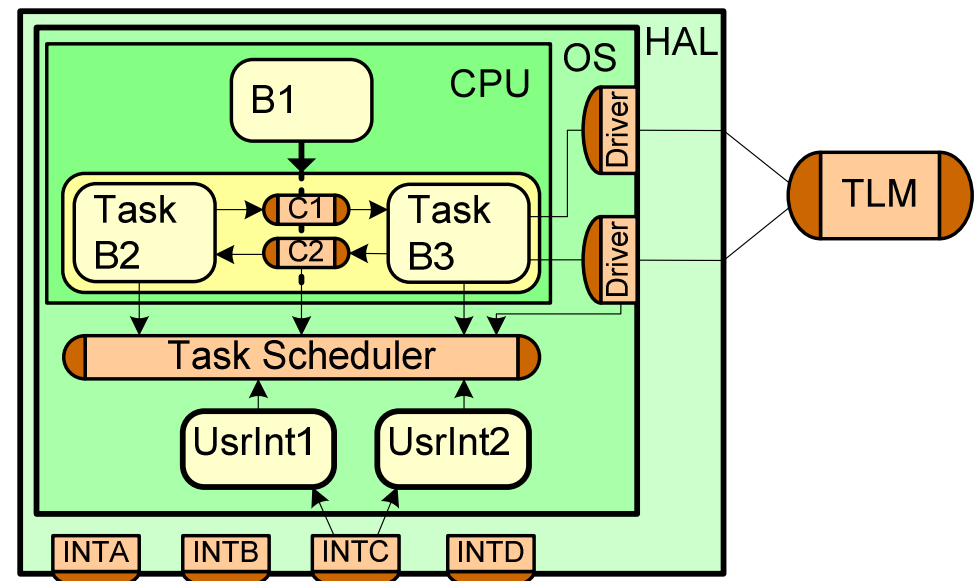 HAL
OS
CPU
B1
Driver
TLM
Task
B2
C1
C2
Task
B3
Driver
Task Scheduler
UsrInt1
UsrInt2
INTA
INTB
INTC
INTD